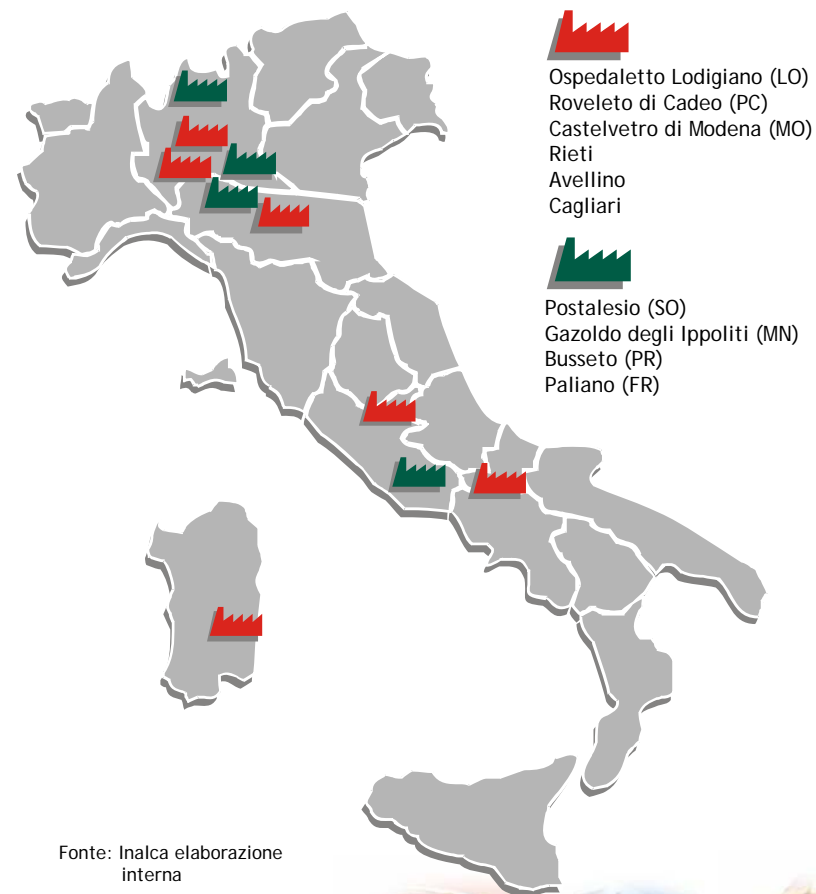 Ospedaletto Lodigiano (LO)
Roveleto di Cadeo (PC)
Castelvetro di Modena (MO)
Rieti
Avellino
Cagliari
Postalesio (SO)
Gazoldo degli Ippoliti (MN)
Busseto (PR)
Paliano (FR)
Fonte: Inalca elaborazione
interna